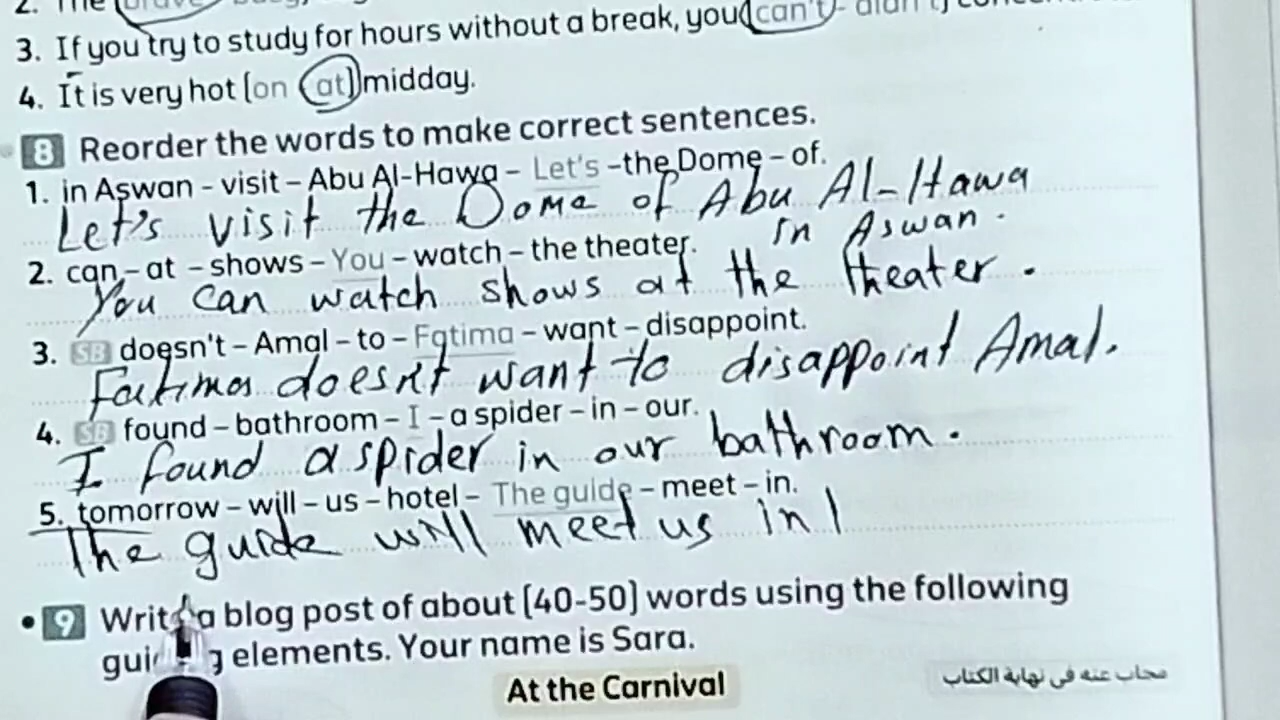 2. The
3. If you try to study for hours without a break, you (can't - didn't)
4. It is very hot (on at) midday.
8 Reorder the words to make correct sentences.
1. in Aswan - visit - Abu Al-Hawa - Let's - the Dome - of.
Let's visit the Dome of Abu Al-Hawa
in Aswan.
2. can - at - shows - You - watch - the theater.
You can watch shows at the theater.
3. SB doesn't - Amal - to - Fatima - want - disappoint.
Fatima doesn't want to disappoint Amal.
4. SB found - bathroom - I - a spider - in - our.
I found a spider in our bathroom.
5. tomorrow - will - us - hotel - The guide - meet - in.
The guide will meet us in
• 9 Write a blog post of about (40-50) words using the following
elements. Your name is Sara.
At the Carnival
مجاب عنه في نهاية الكتاب